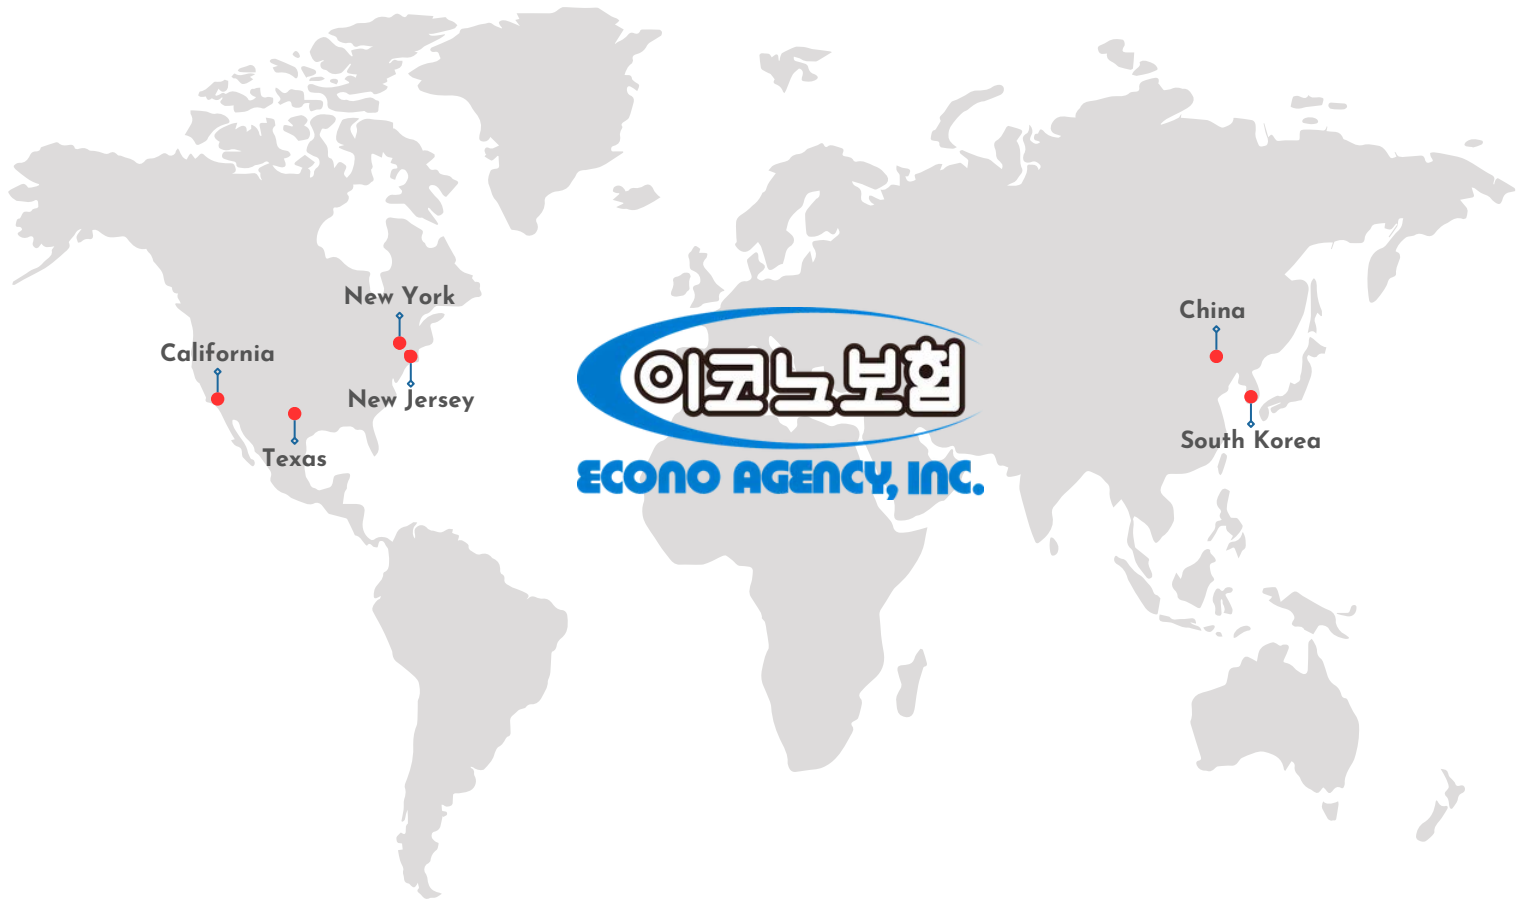 New York
China
California
이코노보험
New Jersey
South Korea
Texas
ECONO AGENCY, INC.